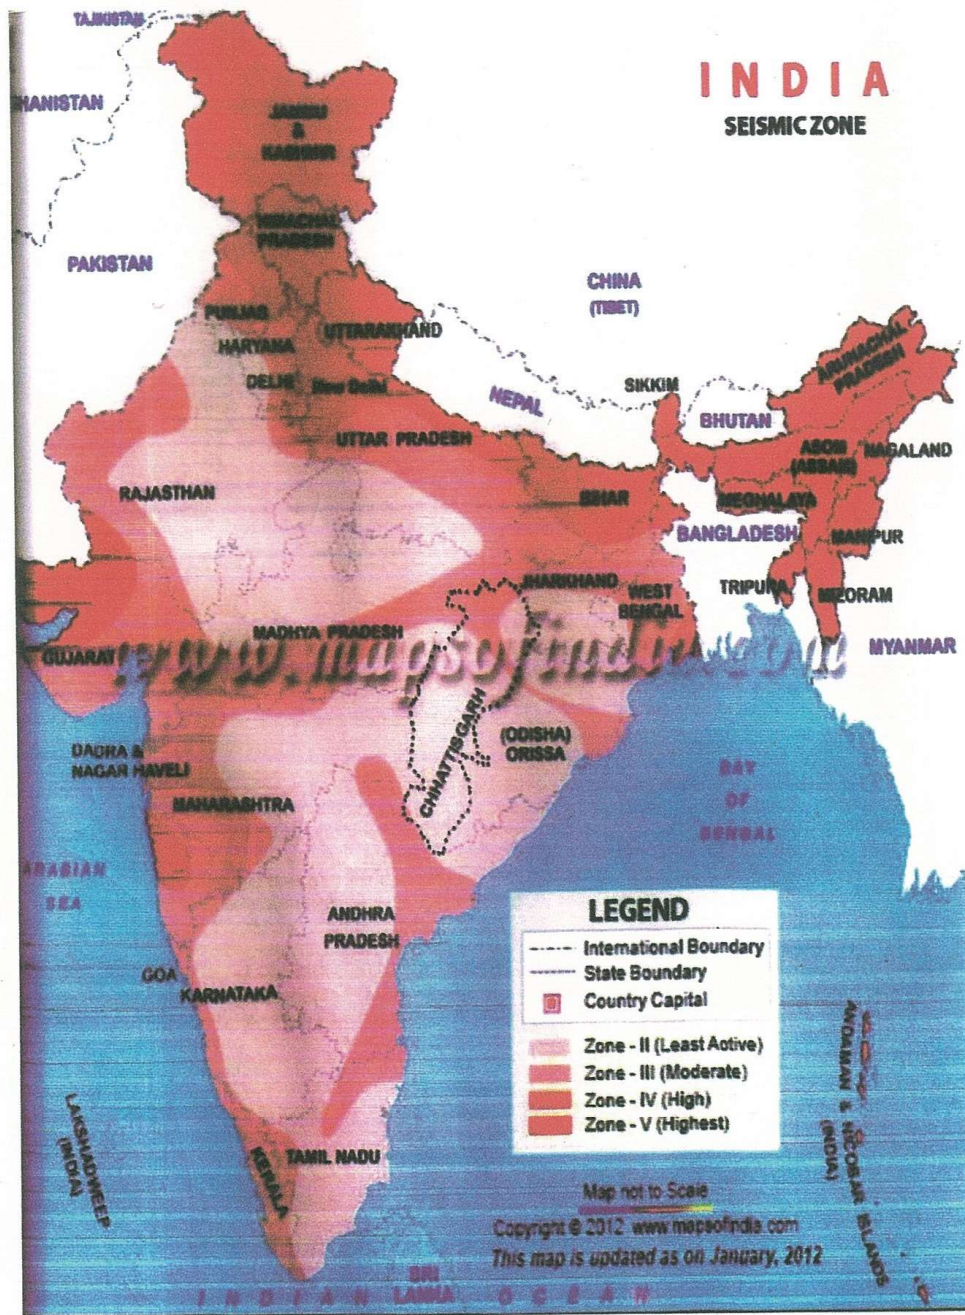 TAJIKISTAN
INDIA
SEISMIC ZONE
HANISTAN
JAMMU
&
KASHMIR
HIMACHAL
PRADESH
PAKISTAN
CHINA
(TIBET)
PUNJAB
UTTARAKHAND
HARYANA
ARUNACHAL
PRADESH
DELHI
New Delhi
SIKKIM
NEPAL
BHUTAN
UTTAR PRADESH
ASOM
(ASSAM)
NAGALAND
RAJASTHAN
BIHAR
MEGHALAYA
BANGLADESH
MANIPUR
JHARKHAND
WEST
BENGAL
TRIPURA
MIZORAM
MADHYA PRADESH
MYANMAR
GUJARAT
www.mapsofindia
CHHATTISGARH
(ODISHA)
ORISSA
DADRA &
NAGAR HAVELI
BAY
OF
BENGAL
MAHARASHTRA
ARABIAN
SEA
ANDHRA
PRADESH
GOA
KARNATAKA
LEGEND
International Boundary
State Boundary
Country Capital
Zone - II (Least Active)
Zone - III (Moderate)
Zone - IV (High)
Zone - V (Highest)
ANDAMAN & NICOBAR ISLANDS
(INDIA)
LAKSHADWEEP
(INDIA)
KERALA
TAMIL NADU
Map not to Scale
Copyright © 2012 www.mapsofindia.com
This map is updated as on January, 2012
SRI
LANKA
INDIAN OCEAN